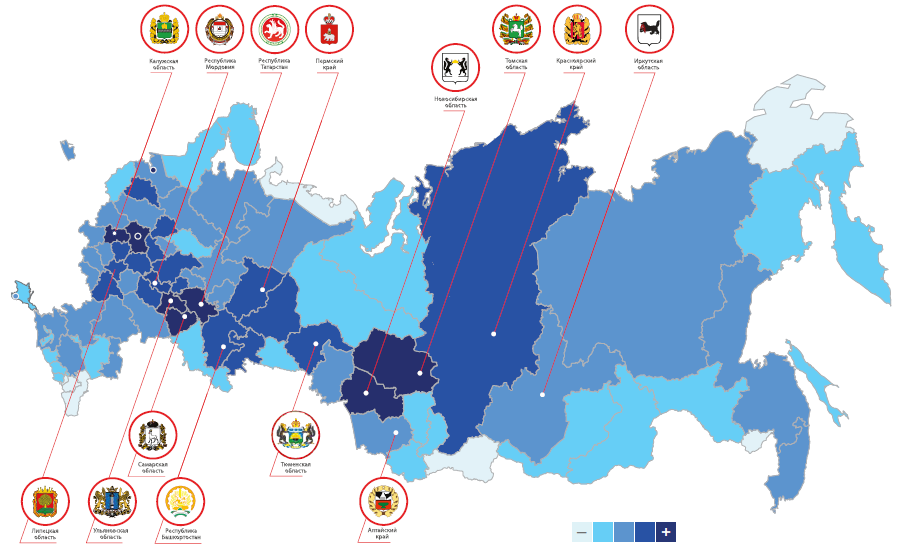 Калужская
область
Республика
Мордовия
Республика
Татарстан
Пермский
край
Новосибирская
область
Томская
область
Красноярский
край
Иркутская
область
Самарская
область
Тюменская
область
Липецкая
область
Ульяновская
область
Республика
Башкортостан
Алтайский
край
– +